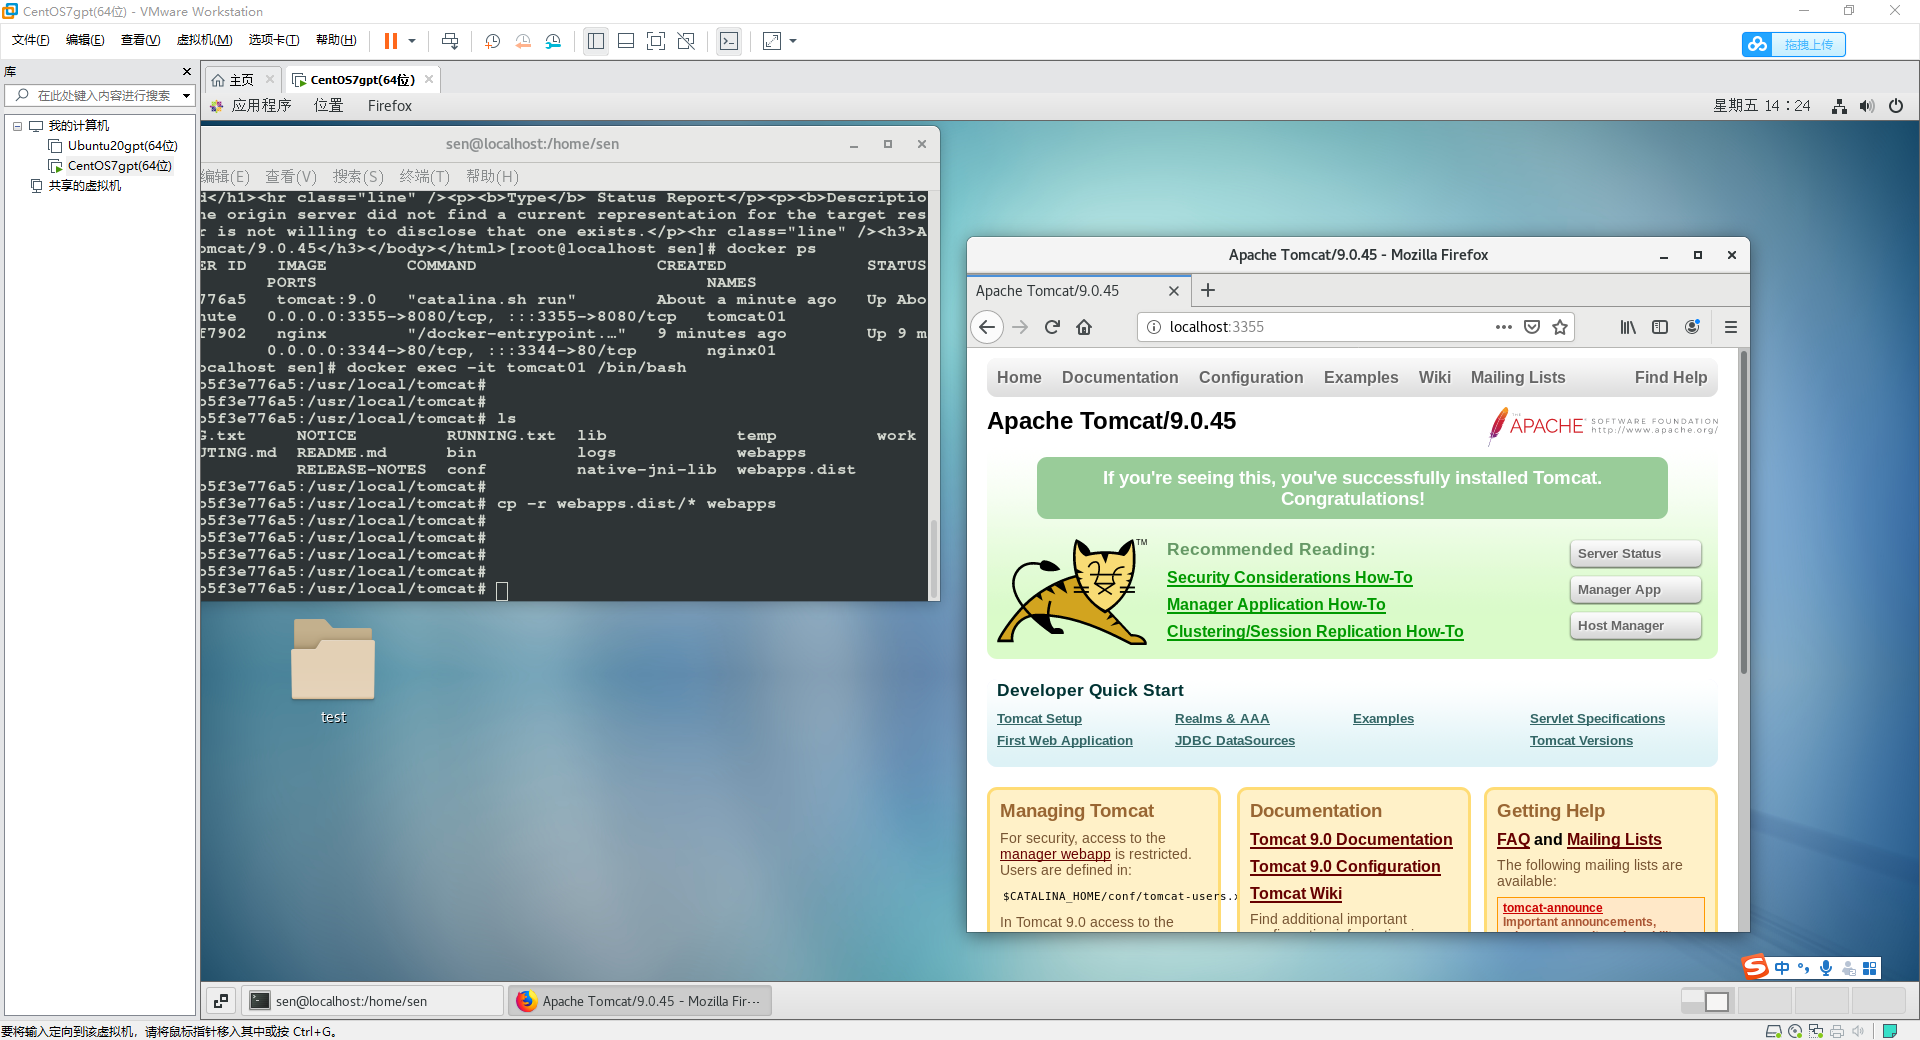 CentOS7gpt(64位) - VMware Workstation
文件(F) 编辑(E) 查看(V) 虚拟机(M) 选项卡(T) 帮助(H)
拖拽上传
库
在此处键入内容进行搜索
我的计算机
Ubuntu20gpt(64位)
CentOS7gpt(64位)
共享的虚拟机
主页 CentOS7gpt(64位)
应用程序 位置 Firefox 星期五 14：24
sen@localhost:/home/sen
编辑(E) 查看(V) 搜索(S) 终端(T) 帮助(H)
d</h1><hr class="line" /><p><b>Type</b> Status Report</p><p><b>Descriptio
ne origin server did not find a current representation for the target res
r is not willing to disclose that one exists.</p><hr class="line" /><h3>A
omcat/9.0.45</h3></body></html>[root@localhost sen]# docker ps
ER ID IMAGE COMMAND CREATED STATUS
PORTS NAMES
776a5 tomcat:9.0 "catalina.sh run" About a minute ago Up Abo
nute 0.0.0.0:3355->8080/tcp, :::3355->8080/tcp tomcat01
f7902 nginx "/docker-entrypoint.…" 9 minutes ago Up 9 m
0.0.0.0:3344->80/tcp, :::3344->80/tcp nginx01
ocalhost sen]# docker exec -it tomcat01 /bin/bash
b5f3e776a5:/usr/local/tomcat#
b5f3e776a5:/usr/local/tomcat#
b5f3e776a5:/usr/local/tomcat# ls
G.txt NOTICE RUNNING.txt lib temp work
UTING.md README.md bin logs webapps
RELEASE-NOTES conf native-jni-lib webapps.dist
b5f3e776a5:/usr/local/tomcat#
b5f3e776a5:/usr/local/tomcat# cp -r webapps.dist/* webapps
b5f3e776a5:/usr/local/tomcat#
b5f3e776a5:/usr/local/tomcat#
b5f3e776a5:/usr/local/tomcat#
b5f3e776a5:/usr/local/tomcat#
b5f3e776a5:/usr/local/tomcat#
test
Apache Tomcat/9.0.45 - Mozilla Firefox
Apache Tomcat/9.0.45
localhost:3355
Home Documentation Configuration Examples Wiki Mailing Lists Find Help
Apache Tomcat/9.0.45
THE APACHE SOFTWARE FOUNDATION
http://www.apache.org/
If you're seeing this, you've successfully installed Tomcat.
Congratulations!
TM
Recommended Reading:
Security Considerations How-To
Manager Application How-To
Clustering/Session Replication How-To
Server Status
Manager App
Host Manager
Developer Quick Start
Tomcat Setup Realms & AAA Examples Servlet Specifications
First Web Application JDBC DataSources Tomcat Versions
Managing Tomcat
For security, access to the
manager webapp is restricted.
Users are defined in:
$CATALINA_HOME/conf/tomcat-users.x
In Tomcat 9.0 access to the
Documentation
Tomcat 9.0 Documentation
Tomcat 9.0 Configuration
Tomcat Wiki
Find additional important
Getting Help
FAQ and Mailing Lists
The following mailing lists are
available:
tomcat-announce
Important announcements,
S 中
sen@localhost:/home/sen Apache Tomcat/9.0.45 - Mozilla Fir···
要将输入定向到该虚拟机，请将鼠标指针移入其中或按 Ctrl+G。